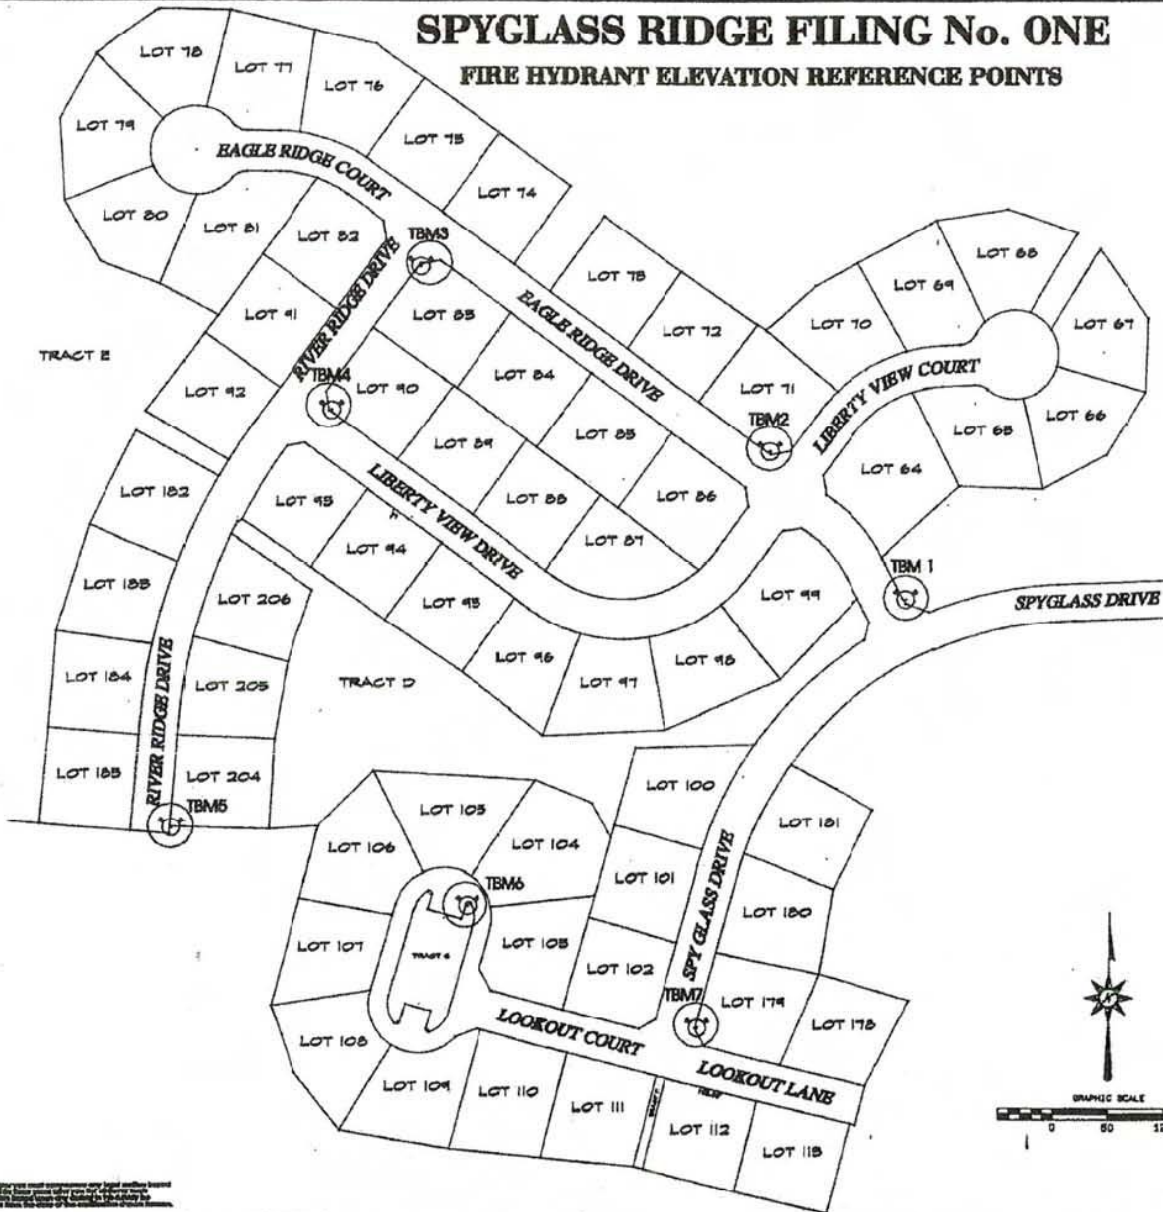 SPYGLASS RIDGE FILING No. ONE
FIRE HYDRANT ELEVATION REFERENCE POINTS
LOT 78
LOT 77
LOT 76
LOT 75
LOT 74
LOT 79
EAGLE RIDGE COURT
LOT 80
LOT 81
LOT 82
TBM3
RIVER RIDGE DRIVE
LOT 73
LOT 72
LOT 71
EAGLE RIDGE DRIVE
LOT 70
LOT 69
LOT 68
LOT 67
LOT 66
LOT 65
LOT 64
LIBERTY VIEW COURT
TBM2
LOT 91
LOT 92
TRACT E
TBM4
LOT 83
LOT 84
LOT 85
LOT 86
LOT 90
LOT 89
LOT 88
LOT 87
LIBERTY VIEW DRIVE
LOT 93
LOT 94
LOT 95
LOT 96
LOT 97
LOT 98
LOT 99
TBM 1
SPYGLASS DRIVE
LOT 182
LOT 183
LOT 184
LOT 185
LOT 206
LOT 205
LOT 204
RIVER RIDGE DRIVE
TRACT D
TBM5
LOT 100
LOT 101
LOT 102
LOT 181
LOT 180
LOT 179
LOT 178
SPY GLASS DRIVE
LOT 103
LOT 104
LOT 105
LOT 106
LOT 107
LOT 108
LOT 109
LOT 110
LOT 111
LOT 112
LOT 113
TBM6
TBM7
LOOKOUT COURT
LOOKOUT LANE
N
GRAPHIC SCALE
0 60